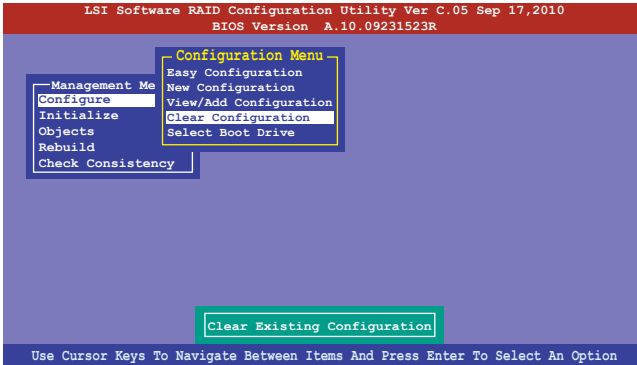 LSI Software RAID Configuration Utility Ver C.05 Sep 17,2010
BIOS Version A.10.09231523R
Management Me
Configure
Initialize
Objects
Rebuild
Check Consistency
Configuration Menu
Easy Configuration
New Configuration
View/Add Configuration
Clear Configuration
Select Boot Drive
Clear Existing Configuration
Use Cursor Keys To Navigate Between Items And Press Enter To Select An Option